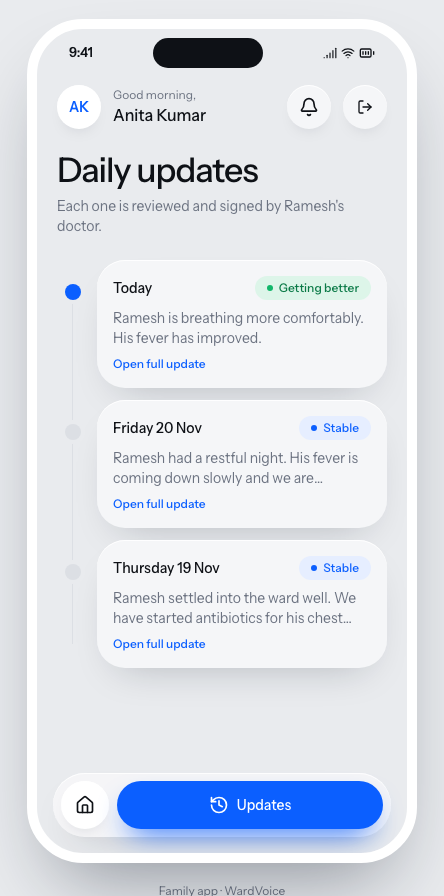 9:41
AK
Good morning,
Anita Kumar
Daily updates
Each one is reviewed and signed by Ramesh's
doctor.
Today
Getting better
Ramesh is breathing more comfortably.
His fever has improved.
Open full update
Friday 20 Nov
Stable
Ramesh had a restful night. His fever is
coming down slowly and we are...
Open full update
Thursday 19 Nov
Stable
Ramesh settled into the ward well. We
have started antibiotics for his chest...
Open full update
Updates
Family app · WardVoice